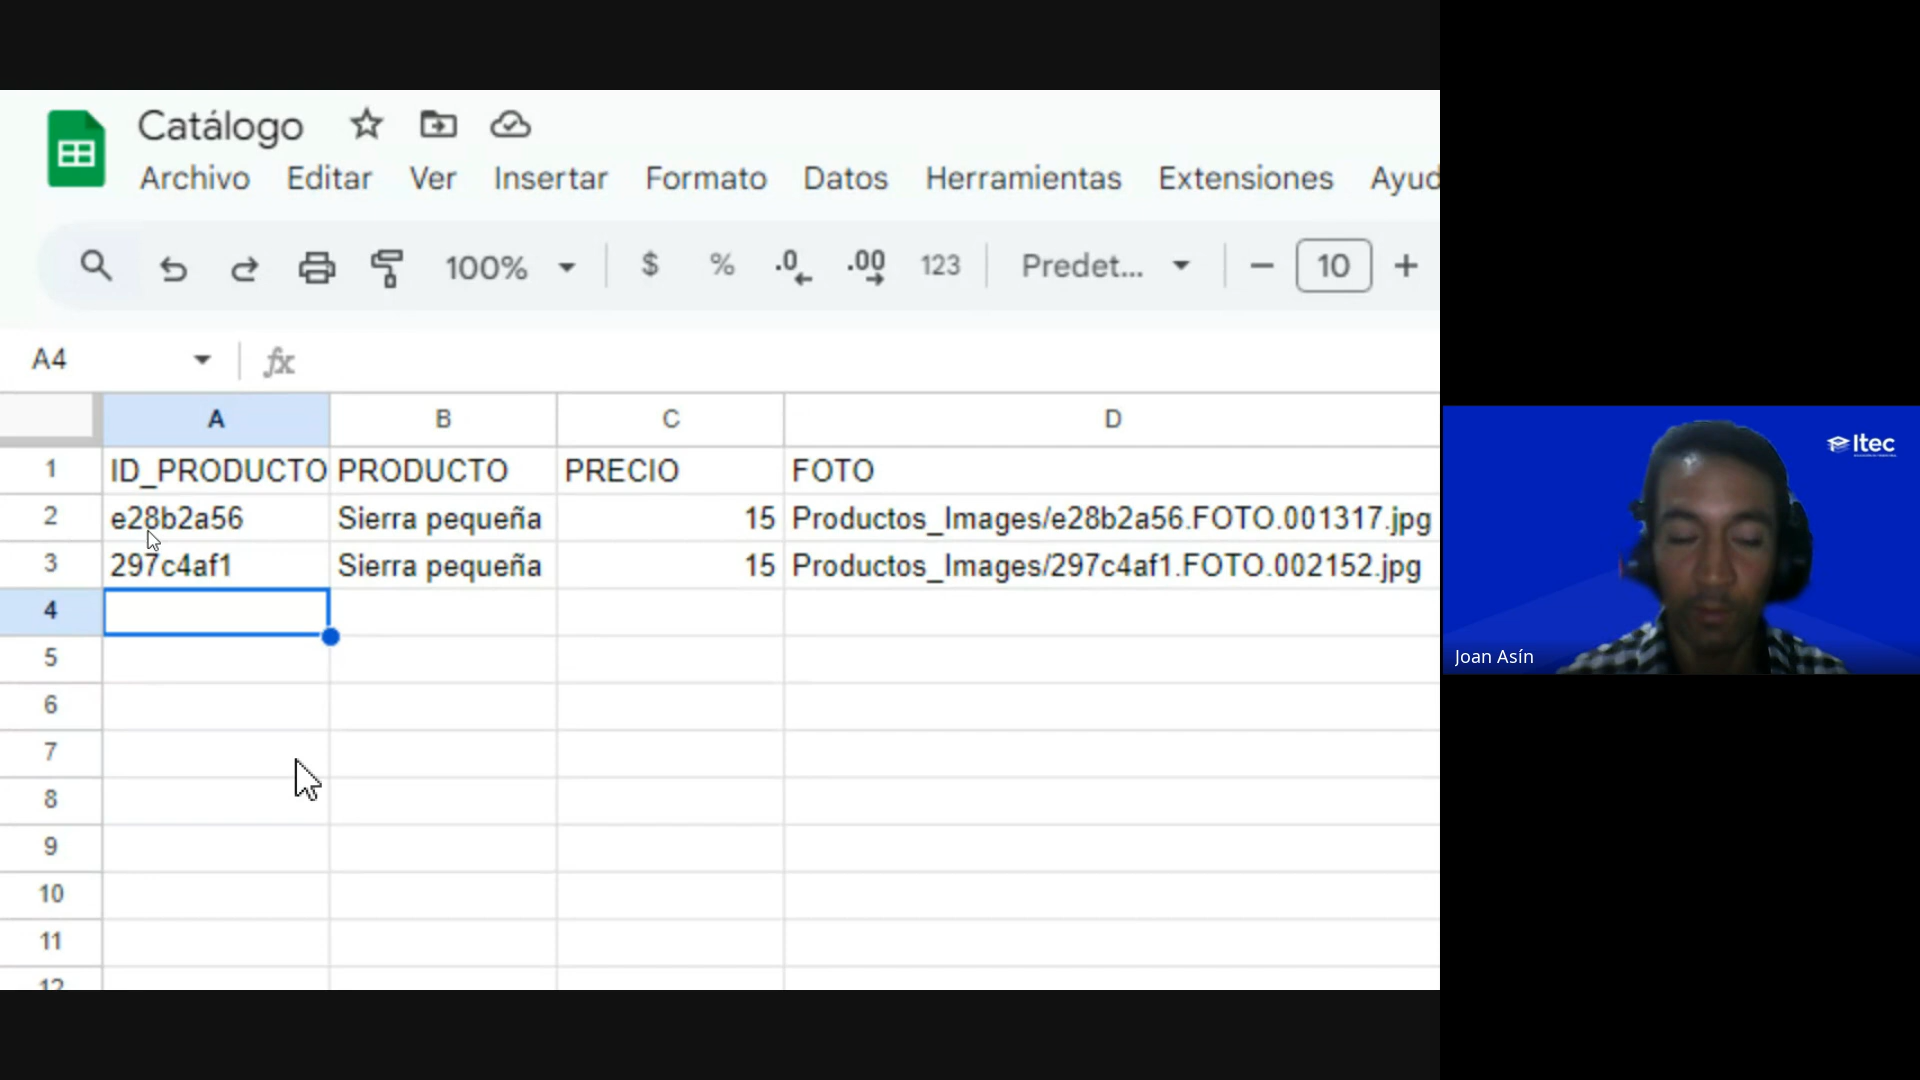 Catálogo
Archivo Editar Ver Insertar Formato Datos Herramientas Extensiones Ayud
100% $ % .0 .00 123 Predet... 10
A4 fx
A B C D
1 ID_PRODUCTO PRODUCTO PRECIO FOTO
2 e28b2a56 Sierra pequeña 15 Productos_Images/e28b2a56.FOTO.001317.jpg
3 297c4af1 Sierra pequeña 15 Productos_Images/297c4af1.FOTO.002152.jpg
4
5
6
7
8
9
10
11
12
Itec
Joan Asín